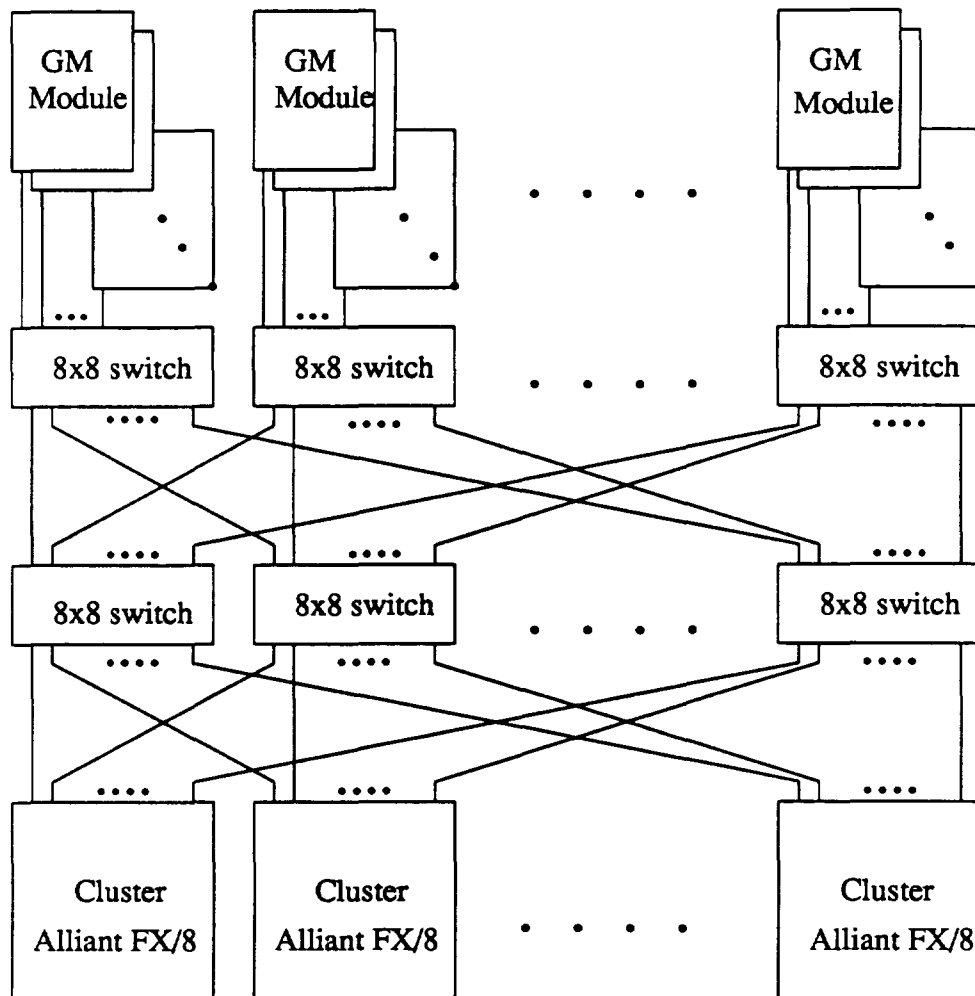 GM
Module
GM
Module
GM
Module
8x8 switch
8x8 switch
8x8 switch
8x8 switch
8x8 switch
8x8 switch
Cluster
Alliant FX/8
Cluster
Alliant FX/8
Cluster
Alliant FX/8